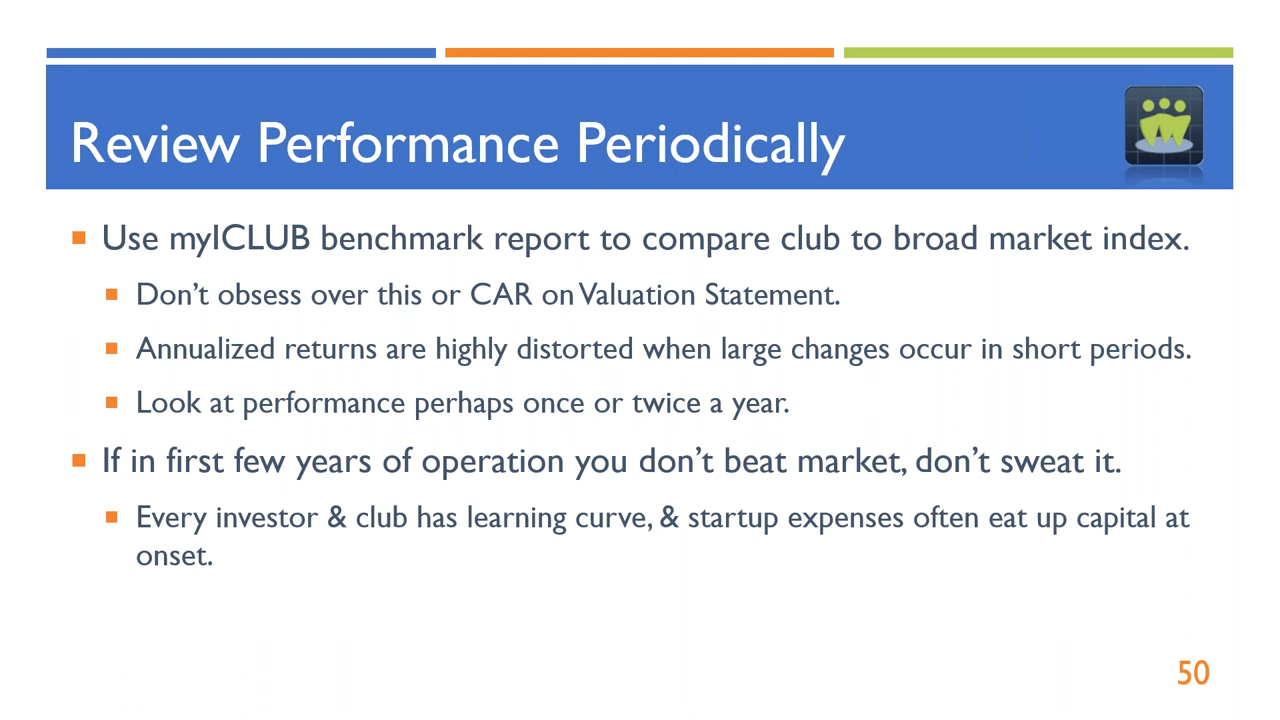 Review Performance Periodically
Use myICLUB benchmark report to compare club to broad market index.
Don't obsess over this or CAR on Valuation Statement.
Annualized returns are highly distorted when large changes occur in short periods.
Look at performance perhaps once or twice a year.
If in first few years of operation you don't beat market, don't sweat it.
Every investor & club has learning curve, & startup expenses often eat up capital at
onset.
50